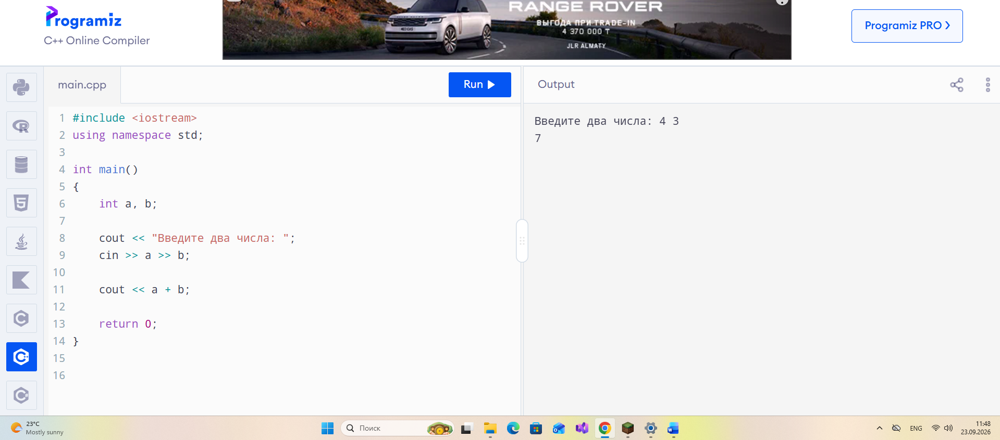 Programiz
C++ Online Compiler
RANGE ROVER
ВЫГОДА ПРИ TRADE-IN
4 370 000 ₸
JLR ALMATY
Programiz PRO ❯
main.cpp
Run
Output
1 #include <iostream>
2 using namespace std;
3
4 int main()
5 {
6 int a, b;
7
8 cout << "Введите два числа: ";
9 cin >> a >> b;
10
11 cout << a + b;
12
13 return 0;
14 }
15
16
Введите два числа: 4 3
7
23°C
Mostly sunny
Поиск
ENG
11:48
23.09.2026